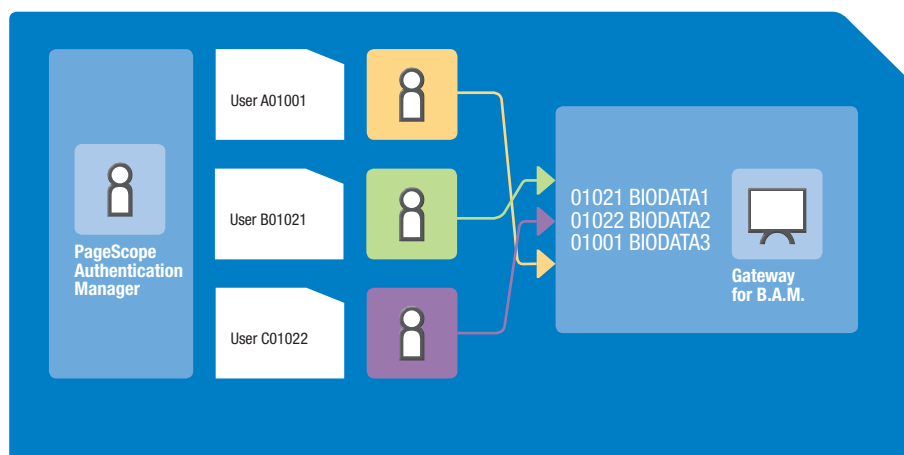 User A01001
User B01021
User C01022
PageScope
Authentication
Manager
01021 BIODATA1
01022 BIODATA2
01001 BIODATA3
Gateway
for B.A.M.